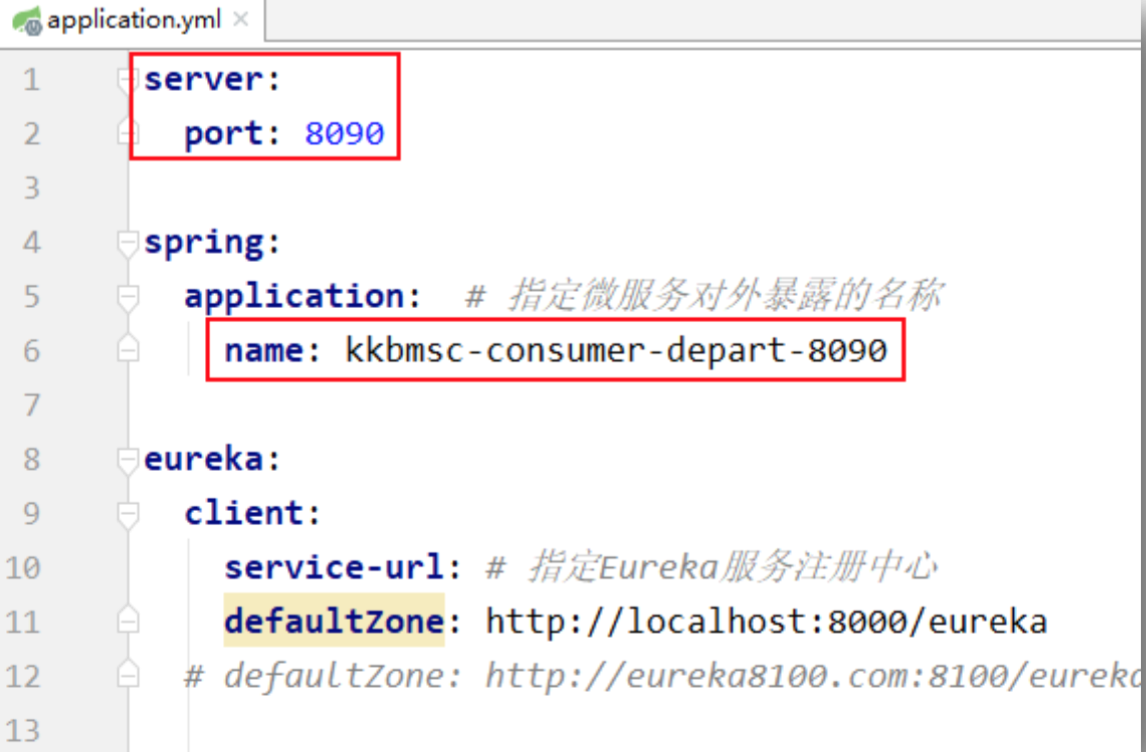 application.yml
1 server:
2 port: 8090
3
4 spring:
5 application: # 指定微服务对外暴露的名称
6 name: kkbmsc-consumer-depart-8090
7
8 eureka:
9 client:
10 service-url: # 指定Eureka服务注册中心
11 defaultZone: http://localhost:8000/eureka
12 # defaultZone: http://eureka8100.com:8100/eureka
13